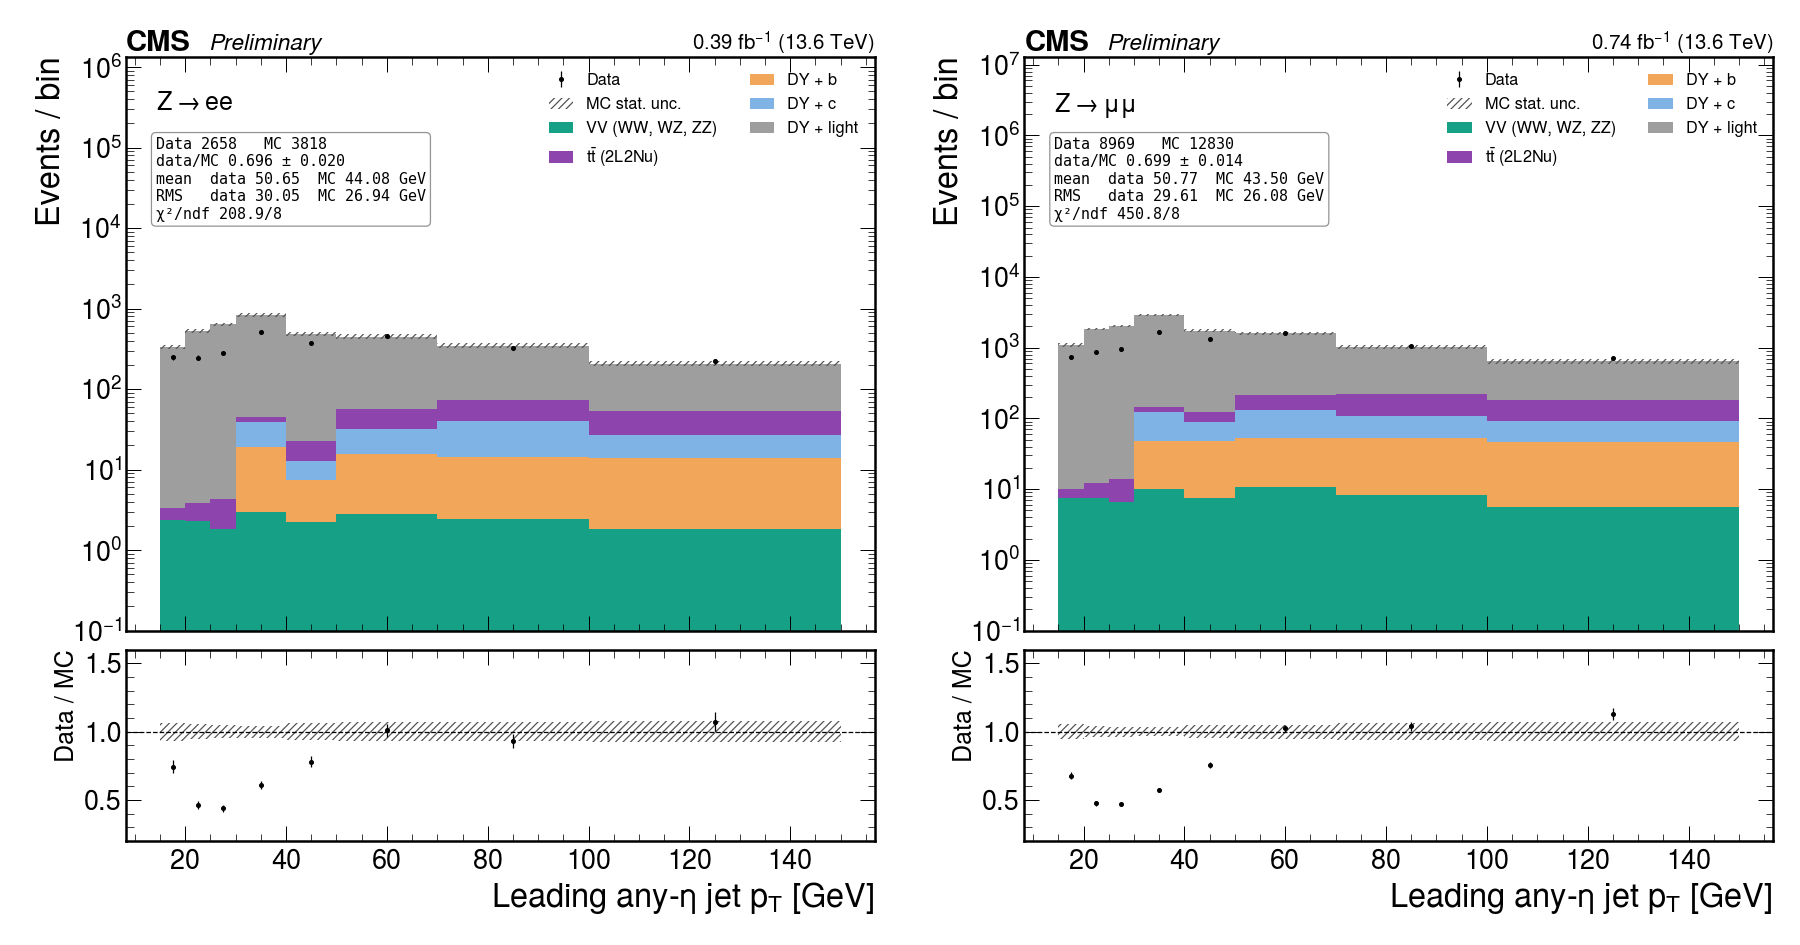 CMS Preliminary 0.39 fb⁻¹ (13.6 TeV)
Events / bin
10⁶
10⁵
10⁴
10³
10²
10¹
10⁰
10⁻¹
Z → ee
Data
MC stat. unc.
VV (WW, WZ, ZZ)
tt̄ (2L2Nu)
DY + b
DY + c
DY + light
Data 2658 MC 3818
data/MC 0.696 ± 0.020
mean data 50.65 MC 44.08 GeV
RMS data 30.05 MC 26.94 GeV
χ²/ndf 208.9/8
Data / MC
1.5
1.0
0.5
20 40 60 80 100 120 140
Leading any-η jet p_T [GeV]
CMS Preliminary 0.74 fb⁻¹ (13.6 TeV)
Events / bin
10⁷
10⁶
10⁵
10⁴
10³
10²
10¹
10⁰
10⁻¹
Z → μμ
Data
MC stat. unc.
VV (WW, WZ, ZZ)
tt̄ (2L2Nu)
DY + b
DY + c
DY + light
Data 8969 MC 12830
data/MC 0.699 ± 0.014
mean data 50.77 MC 43.50 GeV
RMS data 29.61 MC 26.08 GeV
χ²/ndf 450.8/8
Data / MC
1.5
1.0
0.5
20 40 60 80 100 120 140
Leading any-η jet p_T [GeV]